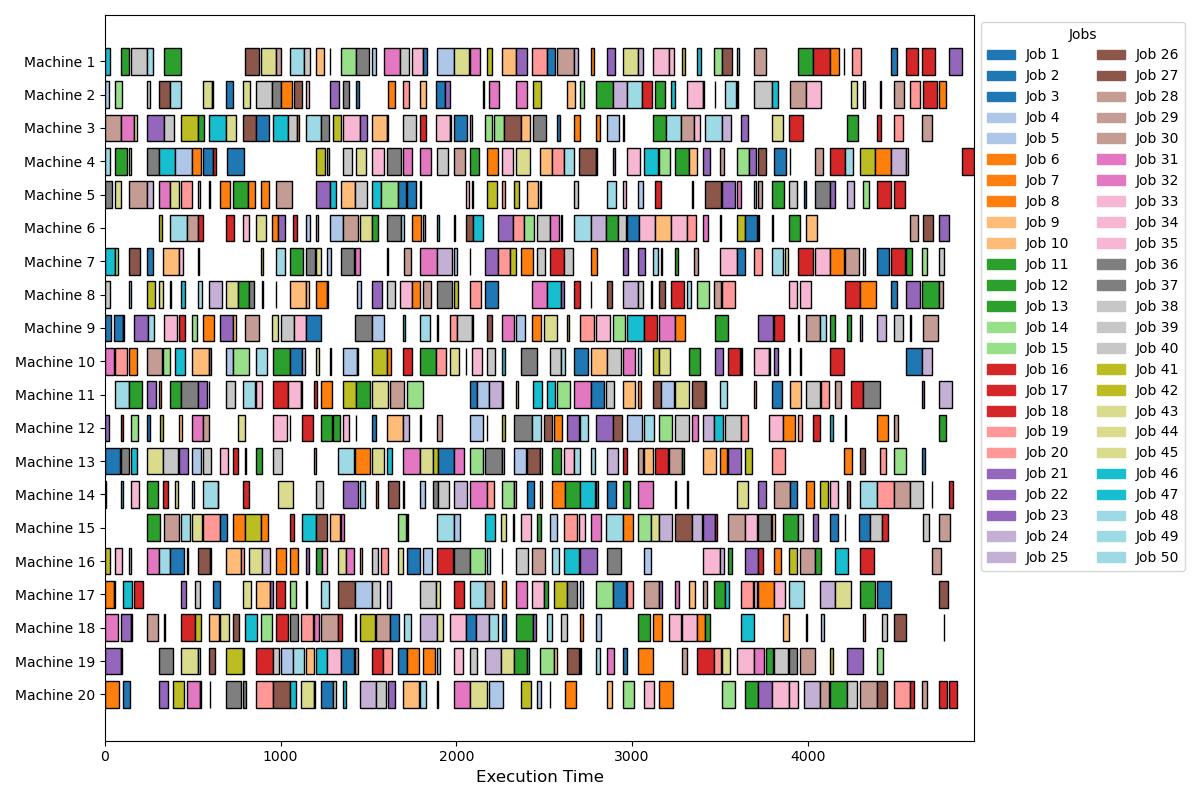 Machine 1
Machine 2
Machine 3
Machine 4
Machine 5
Machine 6
Machine 7
Machine 8
Machine 9
Machine 10
Machine 11
Machine 12
Machine 13
Machine 14
Machine 15
Machine 16
Machine 17
Machine 18
Machine 19
Machine 20
0 1000 2000 3000 4000
Execution Time
Jobs
Job 1 Job 26
Job 2 Job 27
Job 3 Job 28
Job 4 Job 29
Job 5 Job 30
Job 6 Job 31
Job 7 Job 32
Job 8 Job 33
Job 9 Job 34
Job 10 Job 35
Job 11 Job 36
Job 12 Job 37
Job 13 Job 38
Job 14 Job 39
Job 15 Job 40
Job 16 Job 41
Job 17 Job 42
Job 18 Job 43
Job 19 Job 44
Job 20 Job 45
Job 21 Job 46
Job 22 Job 47
Job 23 Job 48
Job 24 Job 49
Job 25 Job 50